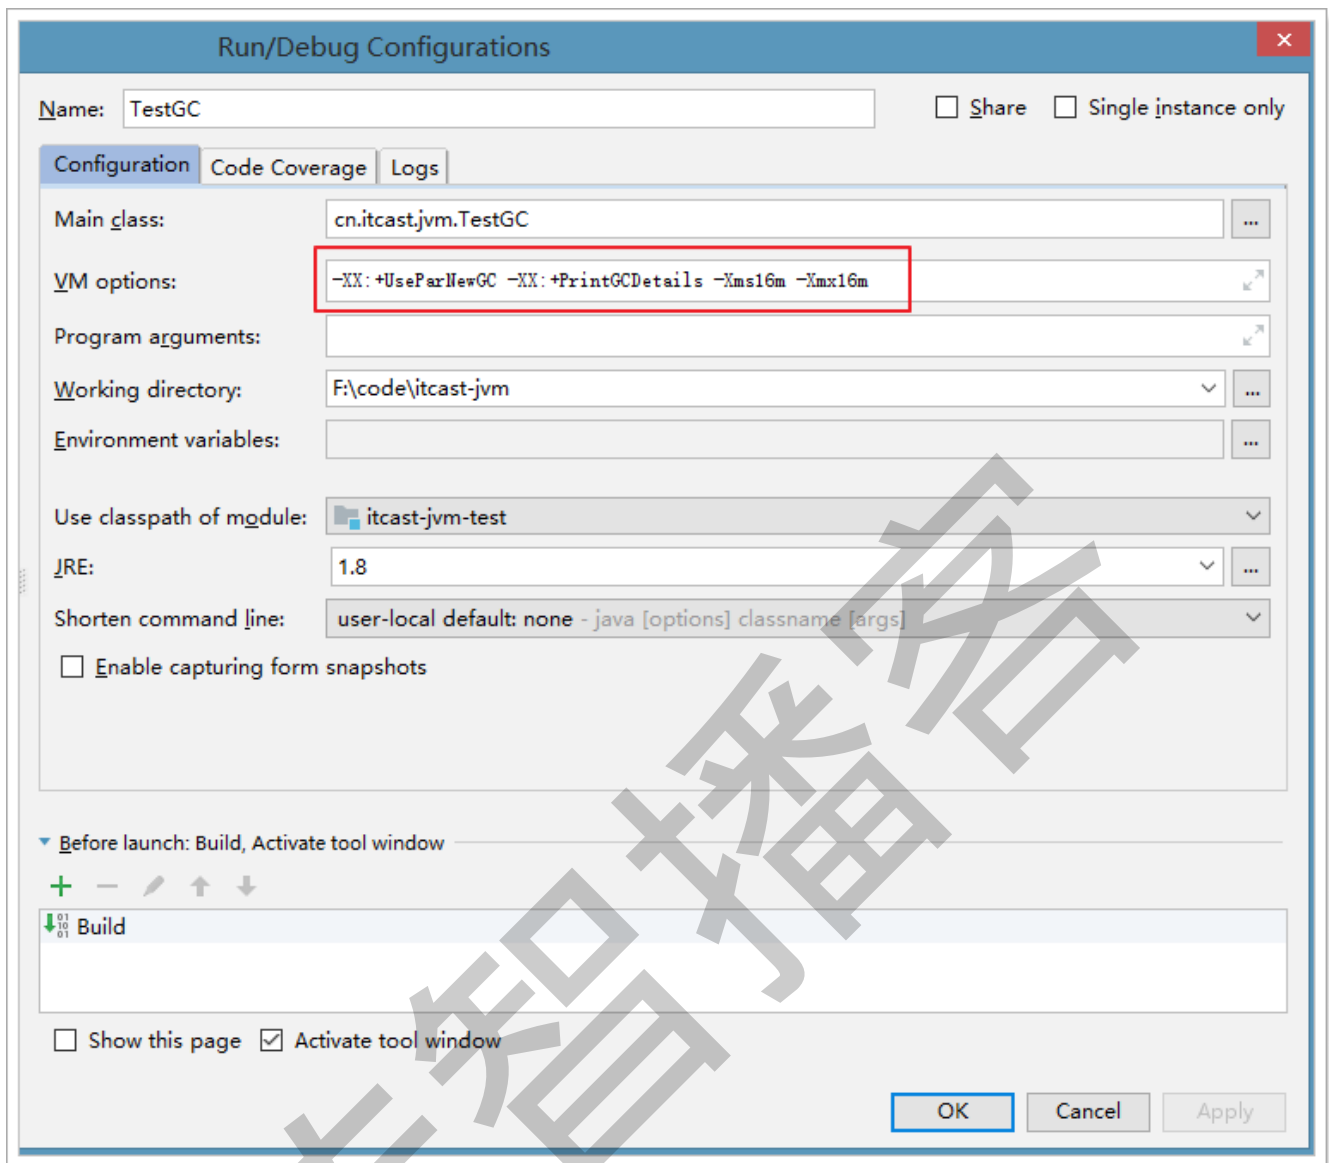 Run/Debug Configurations
Name: TestGC Share Single instance only
Configuration Code Coverage Logs
Main class: cn.itcast.jvm.TestGC ...
VM options: -XX:+UseParNewGC -XX:+PrintGCDetails -Xms16m -Xmx16m
Program arguments:
Working directory: F:\code\itcast-jvm ...
Environment variables: ...
Use classpath of module: itcast-jvm-test
JRE: 1.8 ...
Shorten command line: user-local default: none - java [options] classname [args]
Enable capturing form snapshots
Before launch: Build, Activate tool window
Build
Show this page Activate tool window
OK Cancel Apply
智播客